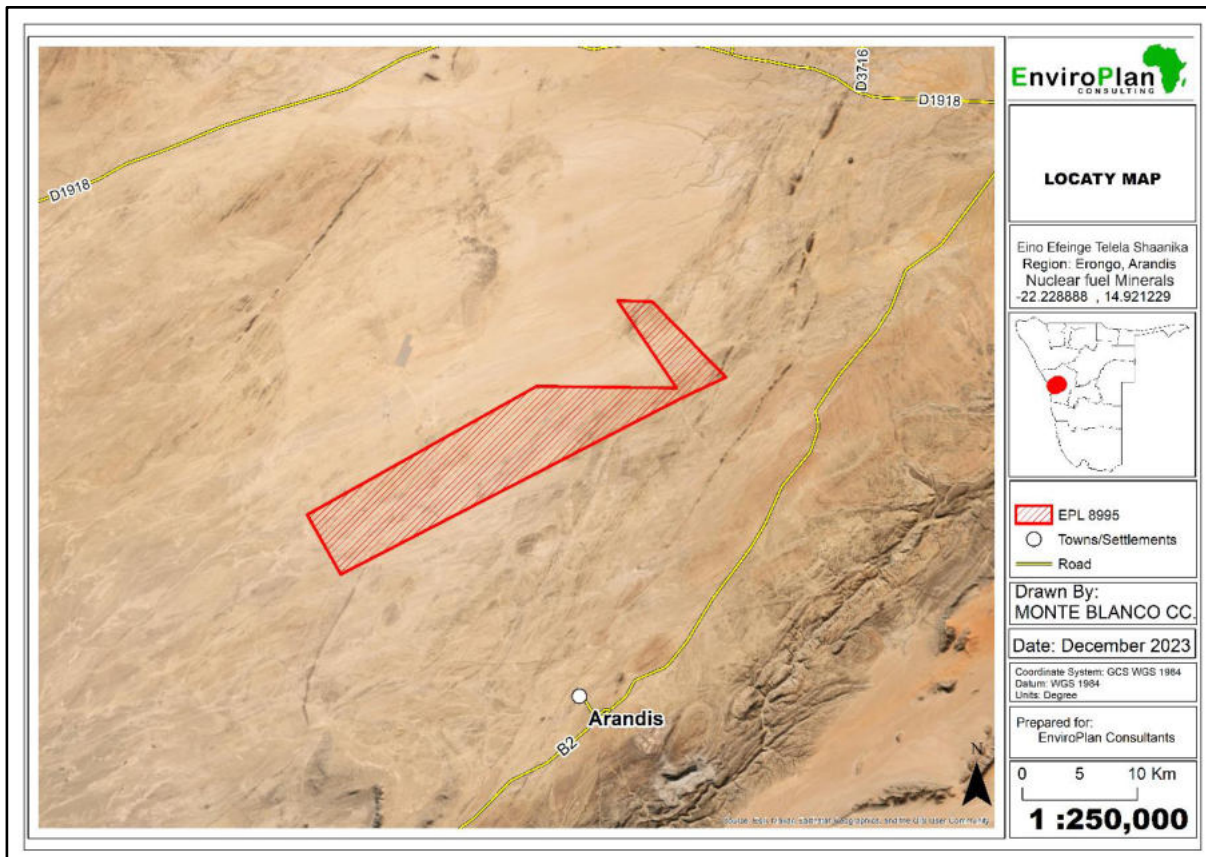 D3716
D1918
D1918
Arandis
B2
N
EnviroPlan
CONSULTING
LOCATY MAP
Eino Efeinge Telela Shaanika
Region: Erongo, Arandis
Nuclear fuel Minerals
-22.228888 , 14.921229
EPL 8995
Towns/Settlements
Road
Drawn By:
MONTE BLANCO CC.
Date: December 2023
Coordinate System: GCS WGS 1984
Datum: WGS 1984
Units: Degree
Prepared for:
EnviroPlan Consultants
0 5 10 Km
1 :250,000